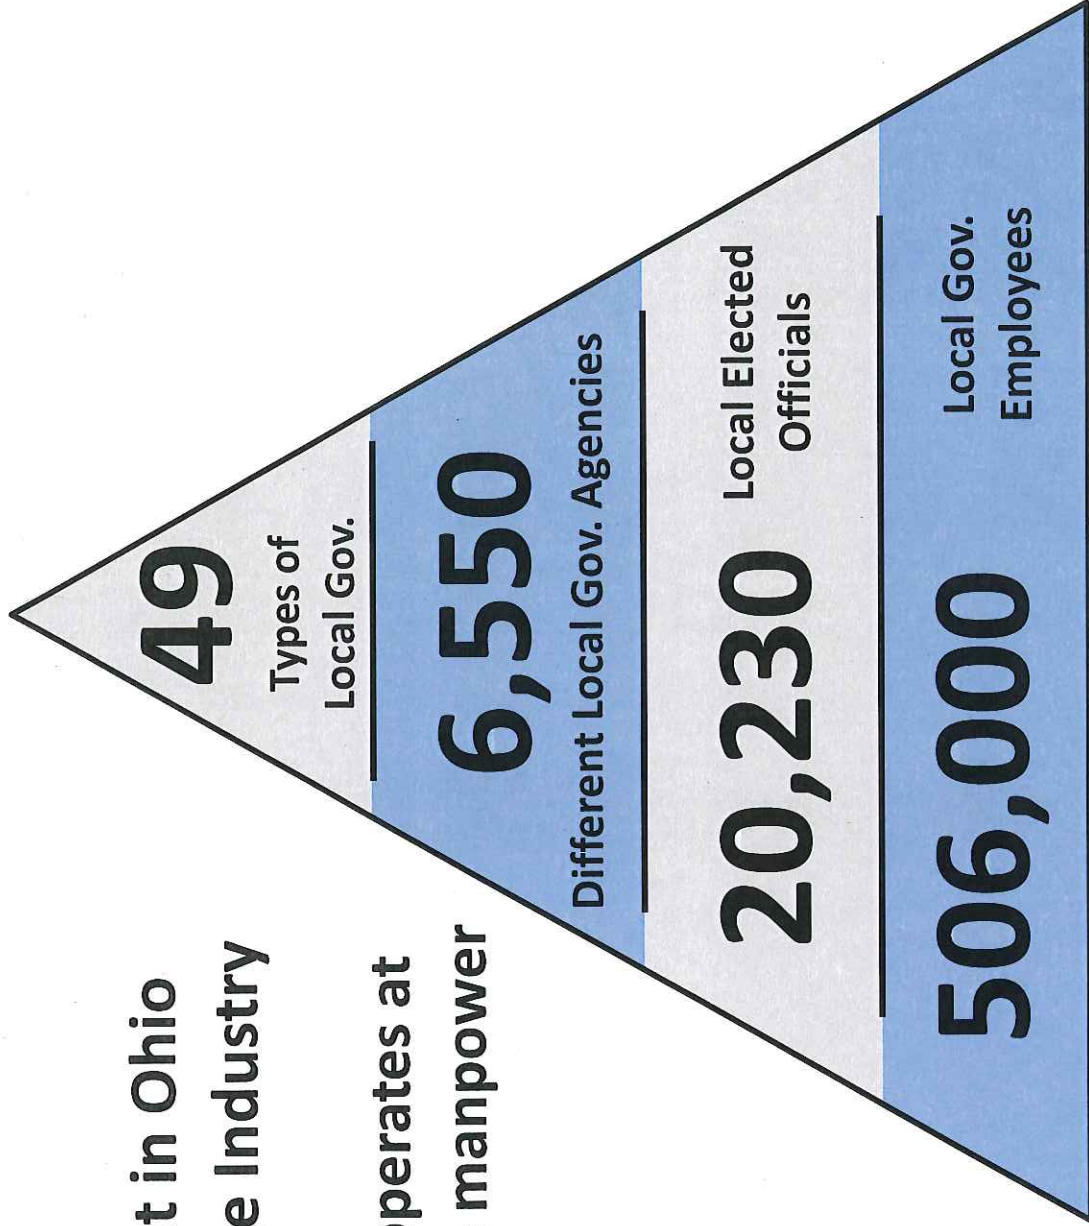 t in Ohio
e Industry
perates at
manpower
49
Types of
Local Gov.
6,550
Different Local Gov. Agencies
20,230 Local Elected
Officials
506,000 Local Gov.
Employees